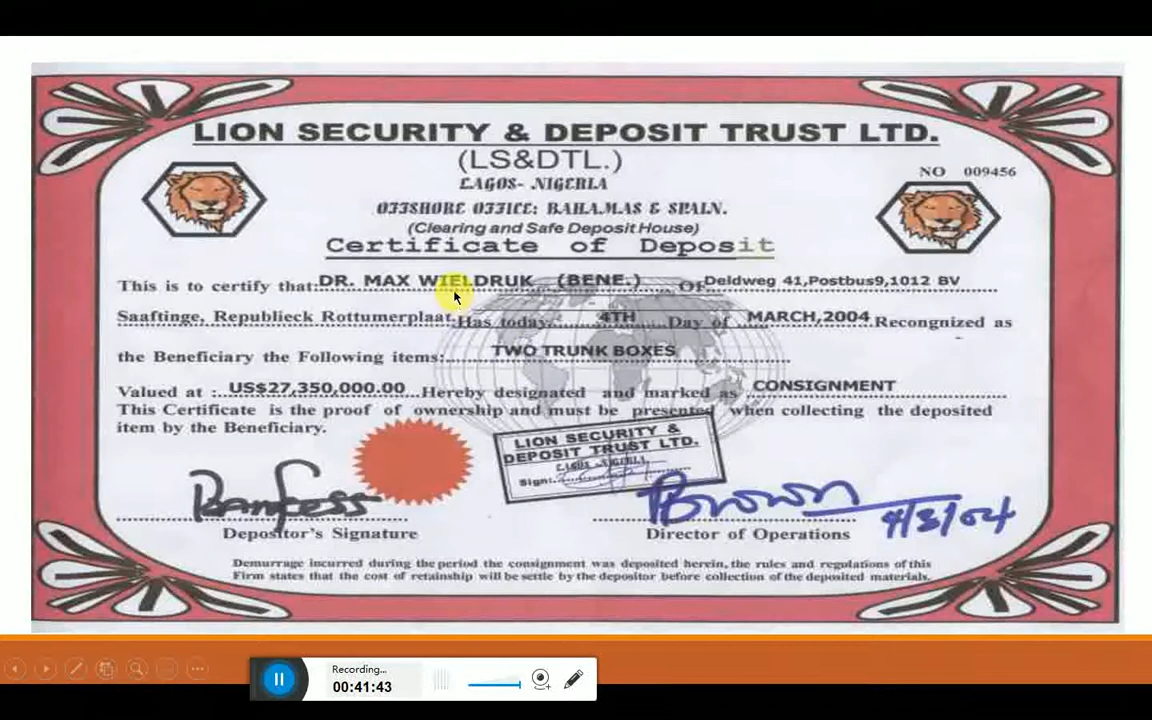 LION SECURITY & DEPOSIT TRUST LTD.
(LS&DTL.)
LAGOS- NIGERIA
NO 009456
OFFSHORE OFFICE: BAHAMAS & SPAIN.
(Clearing and Safe Deposit House)
Certificate of Deposit
This is to certify that: DR. MAX WIELDRUK (BENE.) Of Deldweg 41,Postbus9,1012 BV
Saaftinge, Republieck Rottumerplaat. Has today 4TH Day of MARCH,2004 Recongnized as
the Beneficiary the Following items: TWO TRUNK BOXES
Valued at : US$27,350,000.00 Hereby designated and marked as CONSIGNMENT
This Certificate is the proof of ownership and must be presented when collecting the deposited
item by the Beneficiary.
LION SECURITY &
DEPOSIT TRUST LTD.
LAGOS NIGERIA.
Sign:
Brown
4/3/04
Depositor's Signature
Director of Operations
Demurrage incurred during the period the consignment was deposited herein, the rules and regulations of this
Firm states that the cost of retainship will be settle by the depositor before collection of the deposited materials.
Recording...
00:41:43